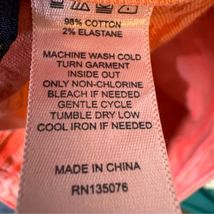 98% COTTON
2% ELASTANE
MACHINE WASH COLD
TURN GARMENT
INSIDE OUT
ONLY NON-CHLORINE
BLEACH IF NEEDED
GENTLE CYCLE
TUMBLE DRY LOW
COOL IRON IF NEEDED
MADE IN CHINA
RN135076